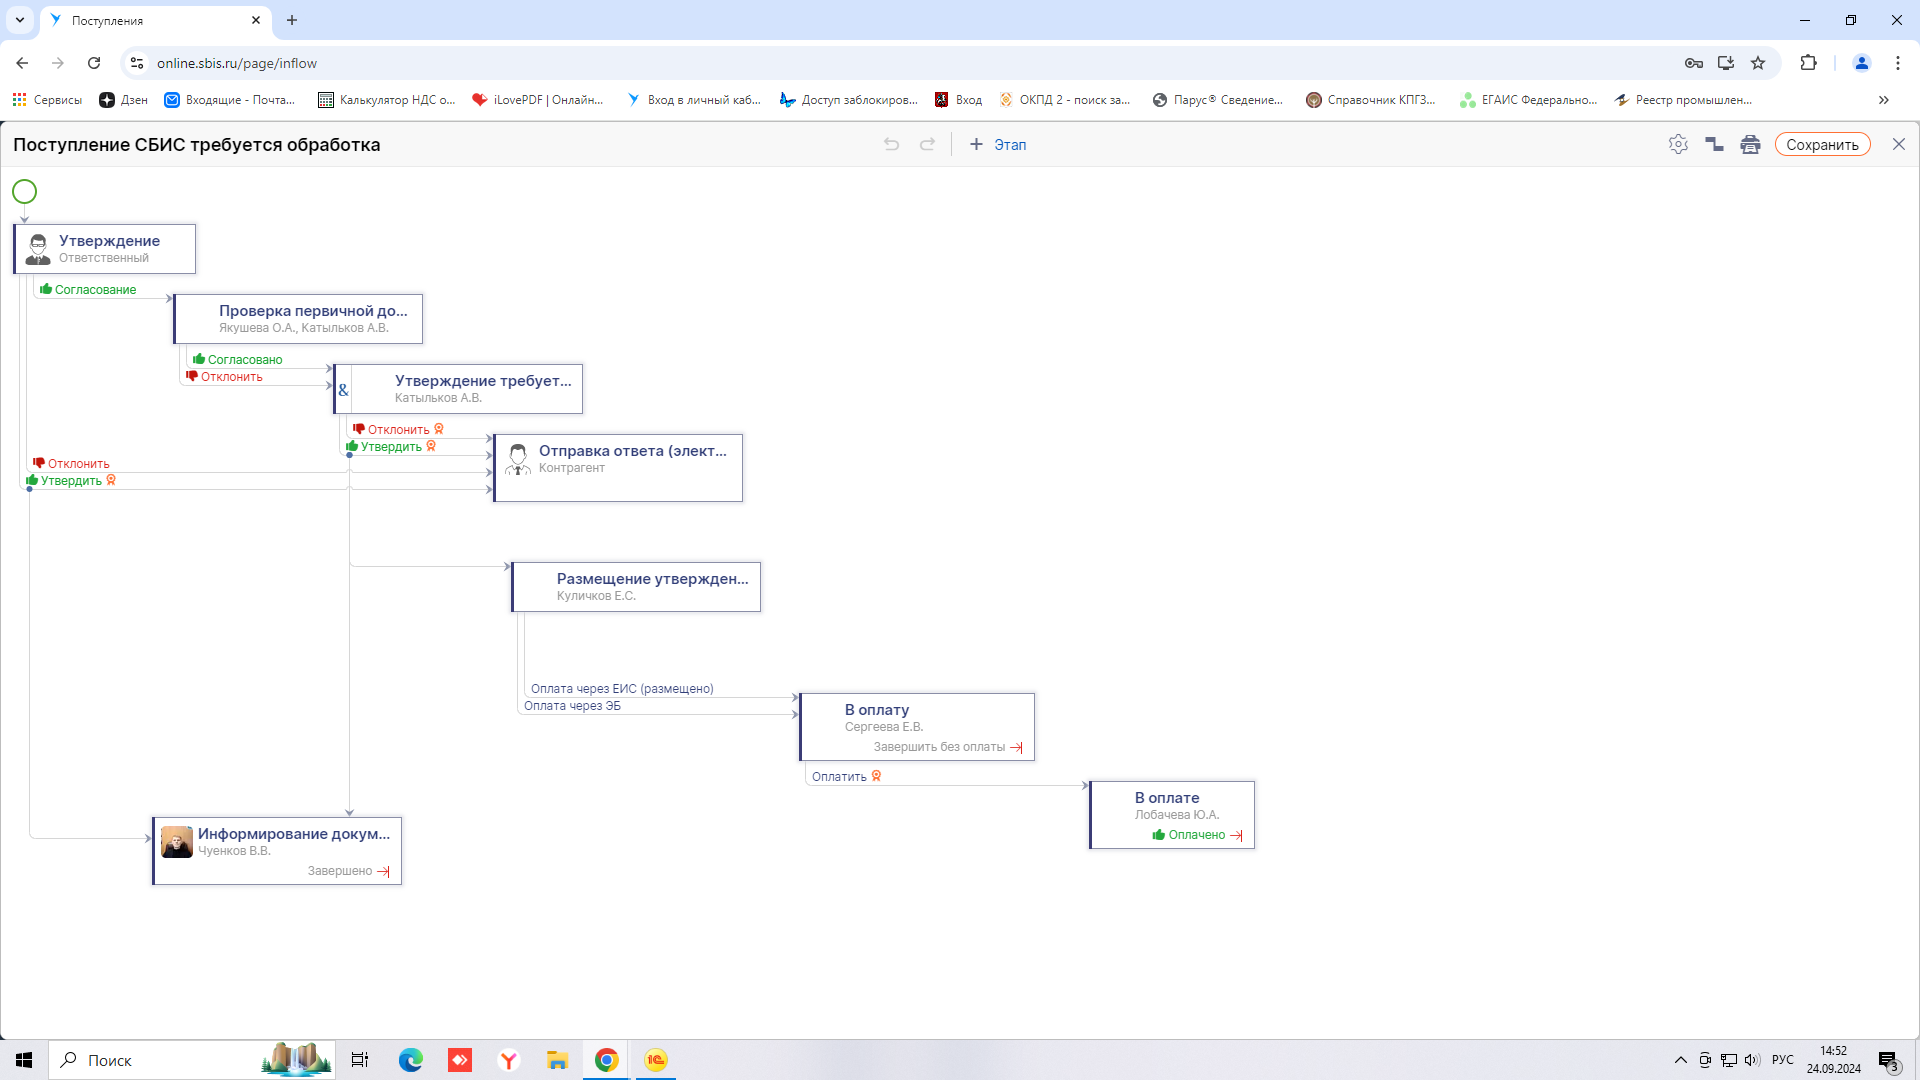 Поступления
online.sbis.ru/page/inflow
Сервисы
Дзен
Входящие - Почта...
Калькулятор НДС о...
iLovePDF | Онлайн...
Вход в личный каб...
Доступ заблокиров...
Вход
ОКПД 2 - поиск за...
Парус® Сведение...
Справочник КПГЗ...
ЕГАИС Федерально...
Реестр промышлен...
Поступление СБИС требуется обработка
Этап
Сохранить
Утверждение
Ответственный
Согласование
Проверка первичной до...
Якушева О.А., Катыльков А.В.
Согласовано
Отклонить
&
Утверждение требует...
Катыльков А.В.
Отклонить
Утвердить
Отправка ответа (элект...
Контрагент
Отклонить
Утвердить
Размещение утвержден...
Куличков Е.С.
Оплата через ЕИС (размещено)
Оплата через ЭБ
В оплату
Сергеева Е.В.
Завершить без оплаты
Оплатить
В оплате
Лобачева Ю.А.
Оплачено
Информирование докум...
Чуенков В.В.
Завершено
Поиск
РУС
14:52
24.09.2024
3